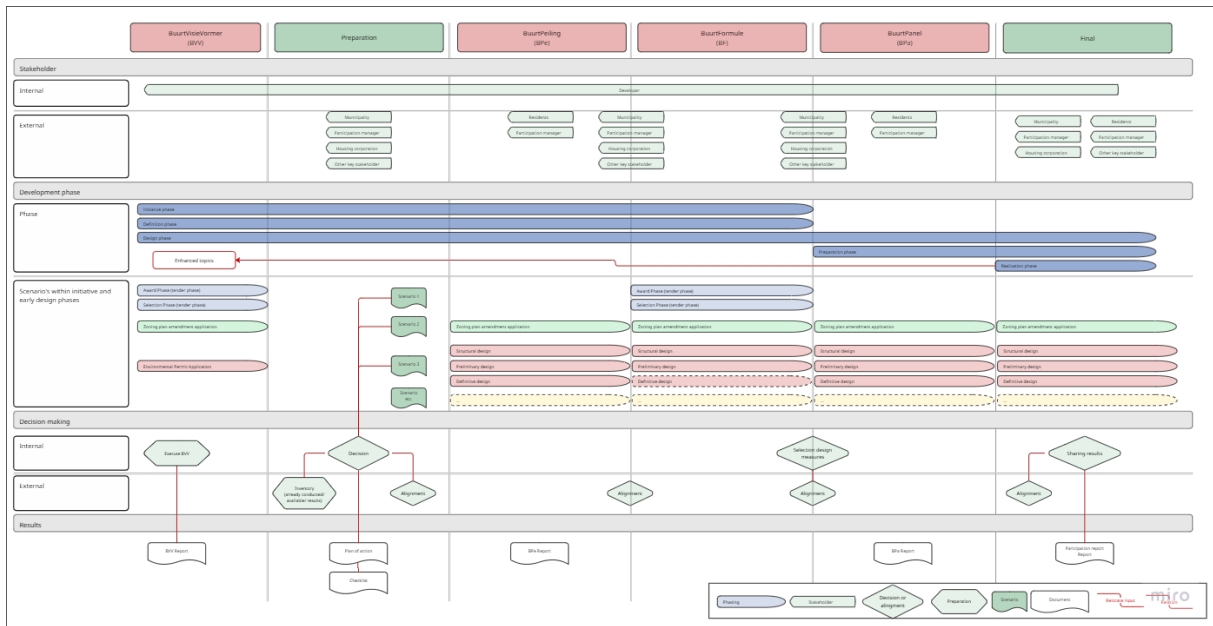 BuurtVisieVormer
(BVV)
Preparation
BuurtPeiling
(BPe)
BuurtFormule
(BF)
BuurtPanel
(BPa)
Final
Stakeholder
Internal
Developer
External
Municipality
Participation manager
Housing corporation
Other key stakeholder
Residents
Participation manager
Municipality
Participation manager
Housing corporation
Other key stakeholder
Municipality
Participation manager
Housing corporation
Other key stakeholder
Residents
Participation manager
Municipality
Participation manager
Housing corporation
Residents
Participation manager
Other key stakeholder
Development phase
Phase
Initiative phase
Definition phase
Design phase
Preparation phase
Enhanced topics
Realisation phase
Scenario's within initiative and
early design phases
Award Phase (tender phase)
Selection Phase (tender phase)
Zoning plan amendment application
Environmental Permit Application
Scenario 1
Scenario 2
Scenario 3
Scenario
Zoning plan amendment application
Structural design
Preliminary design
Definitive design
Award Phase (tender phase)
Selection Phase (tender phase)
Zoning plan amendment application
Structural design
Preliminary design
Definitive design
Zoning plan amendment application
Structural design
Preliminary design
Definitive design
Zoning plan amendment application
Structural design
Preliminary design
Definitive design
Decision making
Internal
Execute BVV
Decision
Selection design
measures
Sharing results
External
Inventory
(already conducted/
available results)
Alignment
Alignment
Alignment
Alignment
Results
BVV Report
Plan of action
Checklist
BPe Report
BPa Report
Participation report
Report
Phasing
Stakeholder
Decision or
alingment
Preparation
Scenario
Document
miro